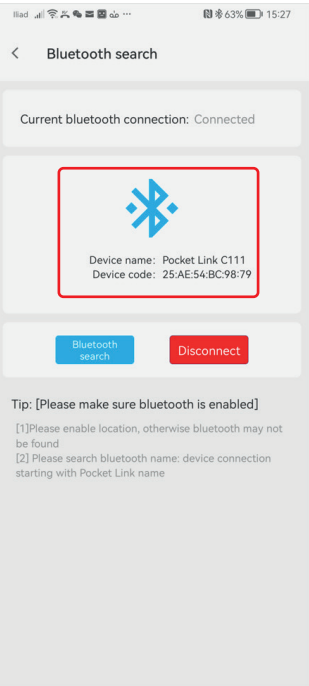 Iliad 63% 15:27
Bluetooth search
Current bluetooth connection: Connected
Device name: Pocket Link C111
Device code: 25:AE:54:BC:98:79
Bluetooth
search
Disconnect
Tip: [Please make sure bluetooth is enabled]
[1]Please enable location, otherwise bluetooth may not
be found
[2] Please search bluetooth name: device connection
starting with Pocket Link name